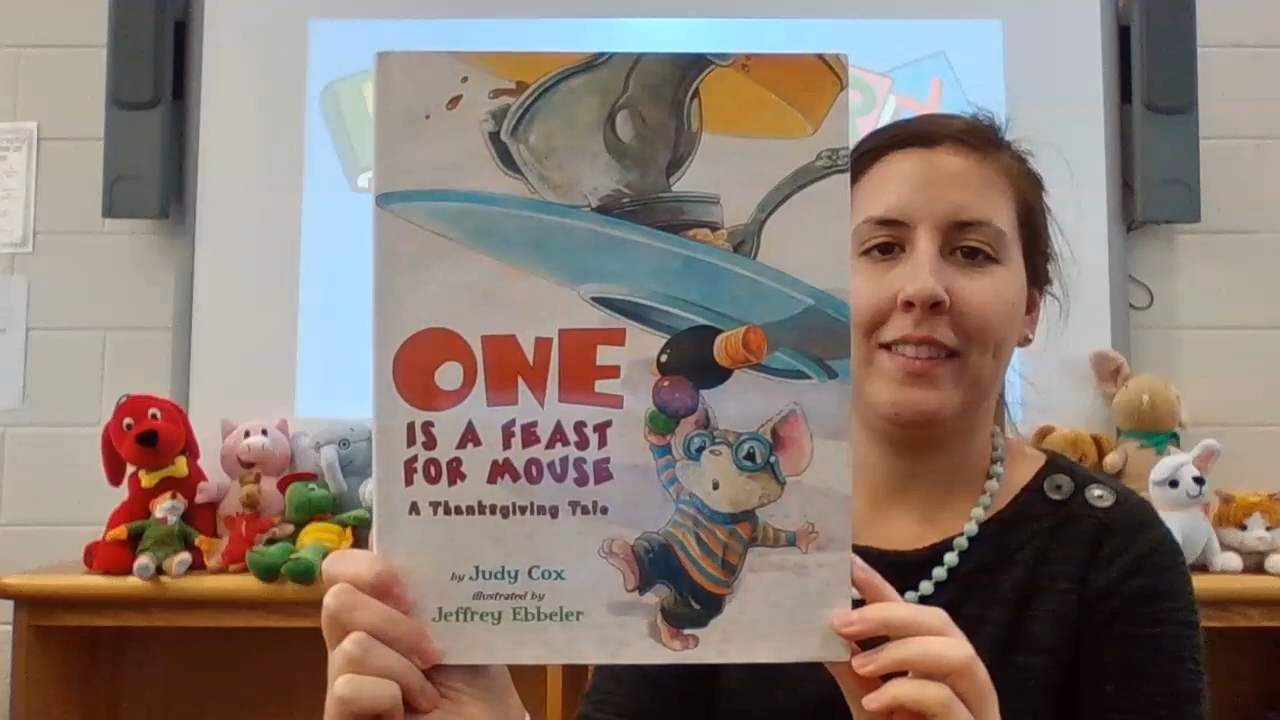 ONE
IS A FEAST
FOR MOUSE
A Thanksgiving Tale
by Judy Cox
illustrated by
Jeffrey Ebbeler